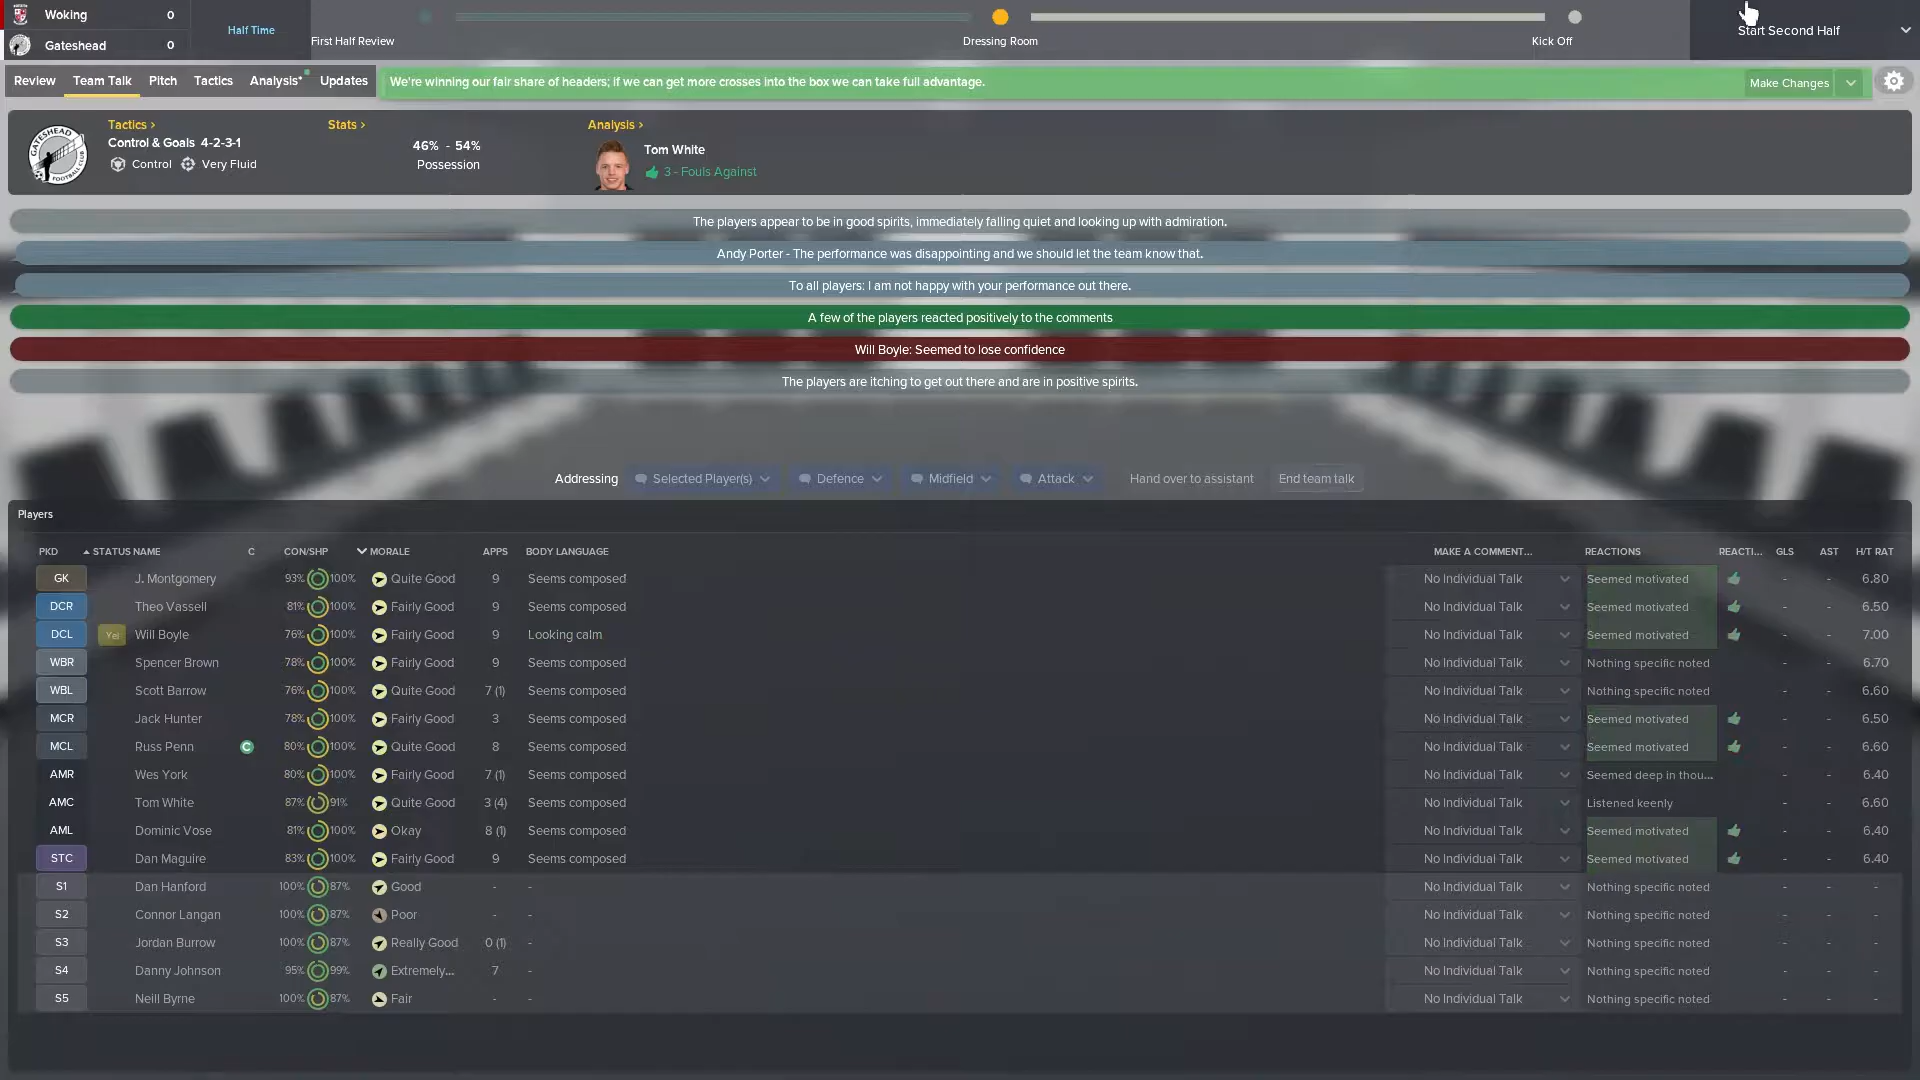 Woking 0
Gateshead 0
Half Time
First Half Review
Dressing Room
Kick Off
Start Second Half
Review Team Talk Pitch Tactics Analysis* Updates
We're winning our fair share of headers; if we can get more crosses into the box we can take full advantage.
Make Changes
GATESHEAD FOOTBALL CLUB
Tactics >
Control & Goals 4-2-3-1
Control Very Fluid
Stats >
46% - 54%
Possession
Analysis >
Tom White
3 - Fouls Against
The players appear to be in good spirits, immediately falling quiet and looking up with admiration.
Andy Porter - The performance was disappointing and we should let the team know that.
To all players: I am not happy with your performance out there.
A few of the players reacted positively to the comments
Will Boyle: Seemed to lose confidence
The players are itching to get out there and are in positive spirits.
Addressing Selected Player(s) Defence Midfield Attack Hand over to assistant End team talk
Players
PKD STATUS NAME C CON/SHP MORALE APPS BODY LANGUAGE MAKE A COMMENT... REACTIONS REACTI... GLS AST H/T RAT
GK J. Montgomery 93% 100% Quite Good 9 Seems composed No Individual Talk Seemed motivated - - 6.80
DCR Theo Vassell 81% 100% Fairly Good 9 Seems composed No Individual Talk Seemed motivated - - 6.50
DCL Yel Will Boyle 76% 100% Fairly Good 9 Looking calm No Individual Talk Seemed motivated - - 7.00
WBR Spencer Brown 78% 100% Fairly Good 9 Seems composed No Individual Talk Nothing specific noted - - 6.70
WBL Scott Barrow 76% 100% Quite Good 7 (1) Seems composed No Individual Talk Nothing specific noted - - 6.60
MCR Jack Hunter 78% 100% Fairly Good 3 Seems composed No Individual Talk Seemed motivated - - 6.50
MCL Russ Penn C 80% 100% Quite Good 8 Seems composed No Individual Talk Seemed motivated - - 6.60
AMR Wes York 80% 100% Fairly Good 7 (1) Seems composed No Individual Talk Seemed deep in thou... - - 6.40
AMC Tom White 87% 91% Quite Good 3 (4) Seems composed No Individual Talk Listened keenly - - 6.60
AML Dominic Vose 81% 100% Okay 8 (1) Seems composed No Individual Talk Seemed motivated - - 6.40
STC Dan Maguire 83% 100% Fairly Good 9 Seems composed No Individual Talk Seemed motivated - - 6.40
S1 Dan Hanford 100% 87% Good - - No Individual Talk Nothing specific noted - - -
S2 Connor Langan 100% 87% Poor - - No Individual Talk Nothing specific noted - - -
S3 Jordan Burrow 100% 87% Really Good 0 (1) - No Individual Talk Nothing specific noted - - -
S4 Danny Johnson 95% 99% Extremely... 7 - No Individual Talk Nothing specific noted - - -
S5 Neill Byrne 100% 87% Fair - - No Individual Talk Nothing specific noted - - -